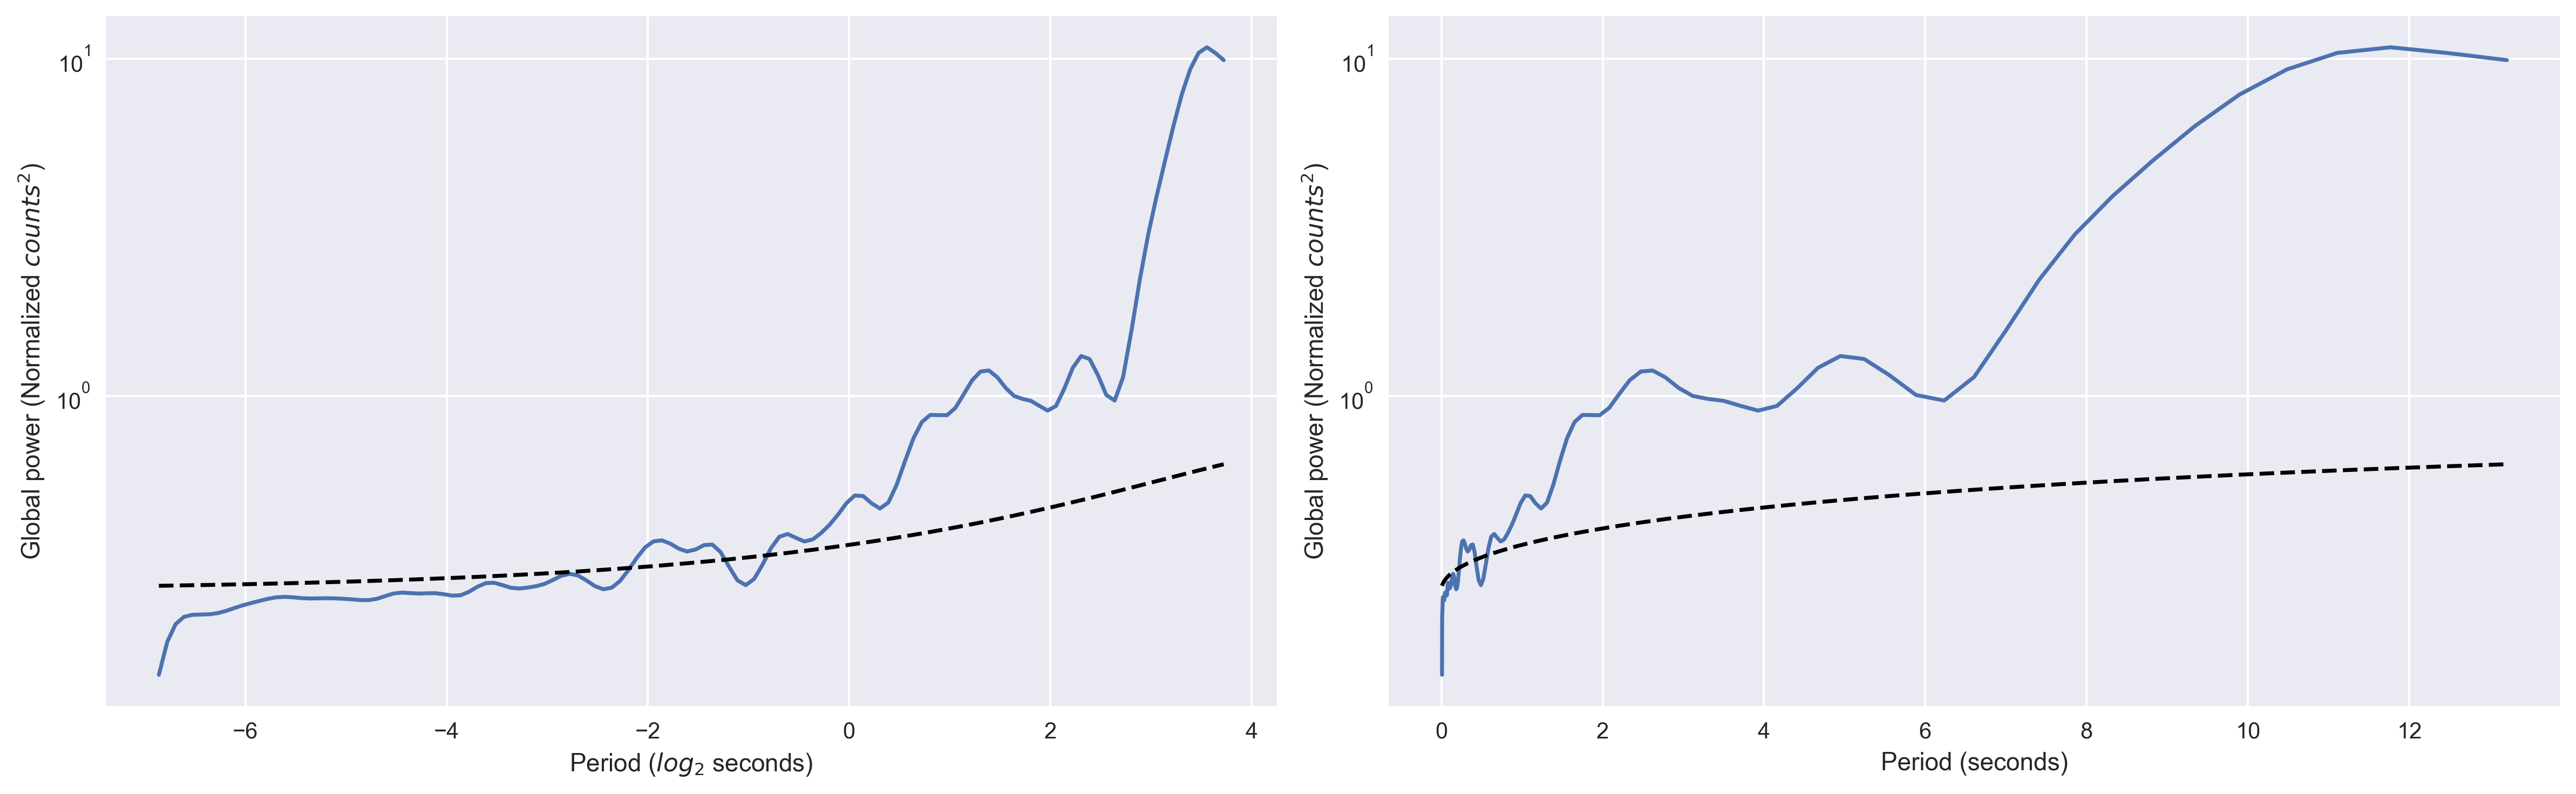 10^1
10^0
Global power (Normalized counts^2)
−6 −4 −2 0 2 4
Period (log_2 seconds)
10^1
10^0
Global power (Normalized counts^2)
0 2 4 6 8 10 12
Period (seconds)